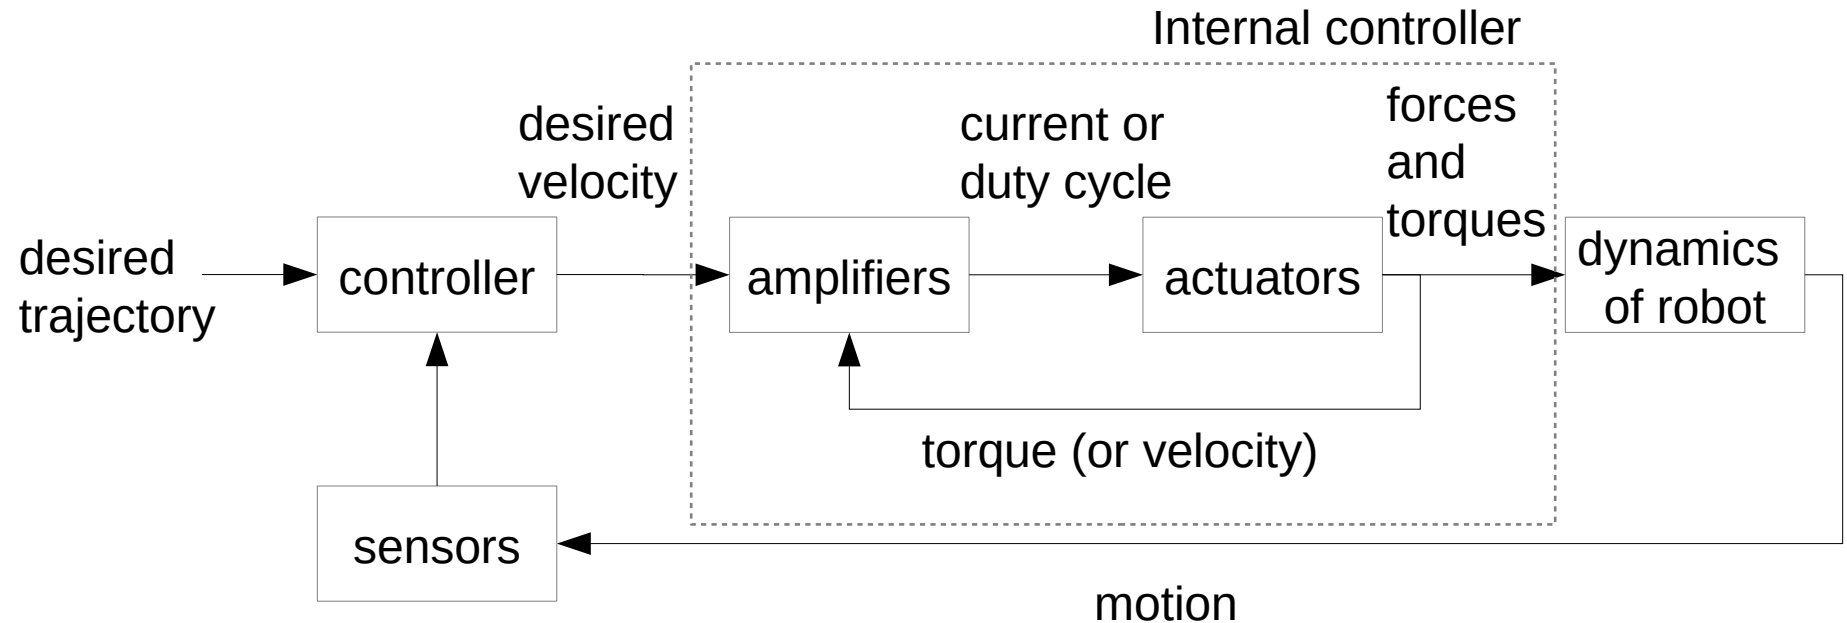 Internal controller
desired
velocity
current or
duty cycle
forces
and
torques
desired
trajectory
controller
amplifiers
actuators
dynamics
of robot
torque (or velocity)
sensors
motion